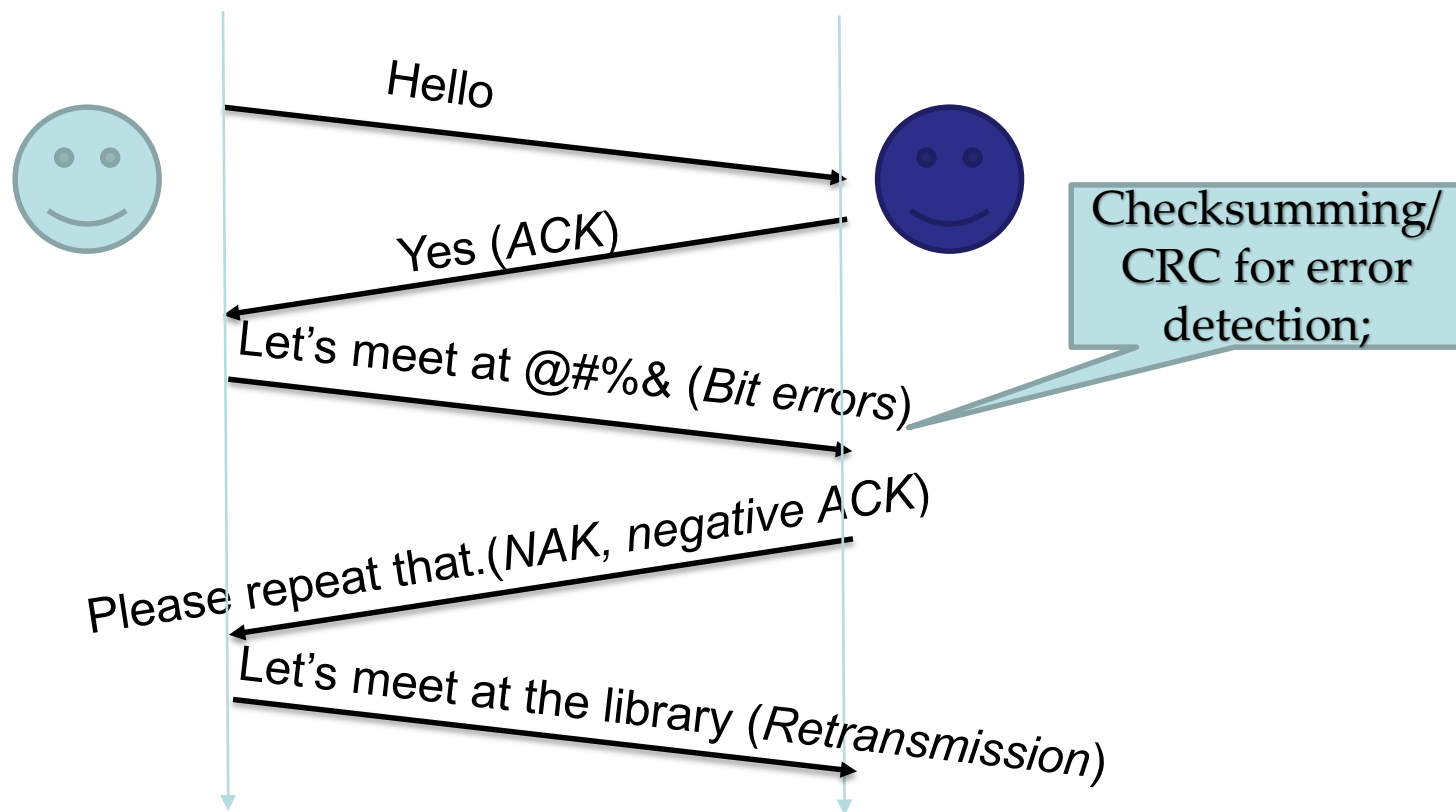 Hello
Yes (ACK)
Checksumming/
CRC for error
detection;
Let’s meet at @#%& (Bit errors)
Please repeat that.(NAK, negative ACK)
Let’s meet at the library (Retransmission)